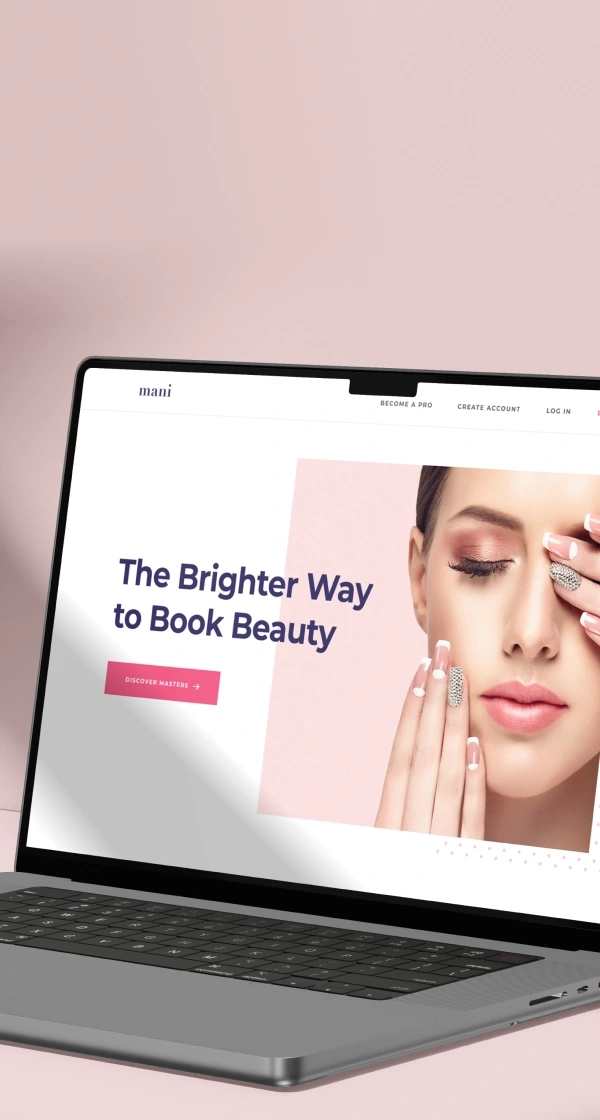 mani
BECOME A PRO
CREATE ACCOUNT
LOG IN
The Brighter Way
to Book Beauty
DISCOVER MASTERS →